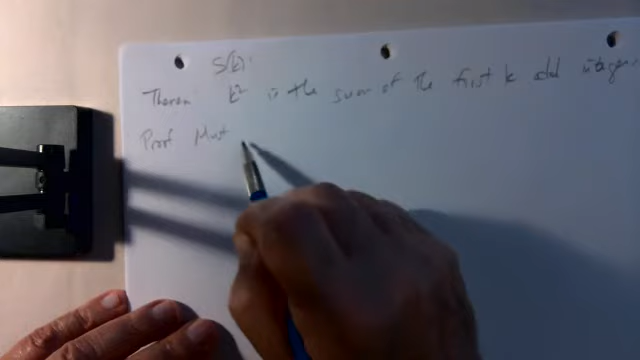 S(k):
Theorem k² is the sum of the first k odd integers
Proof Must